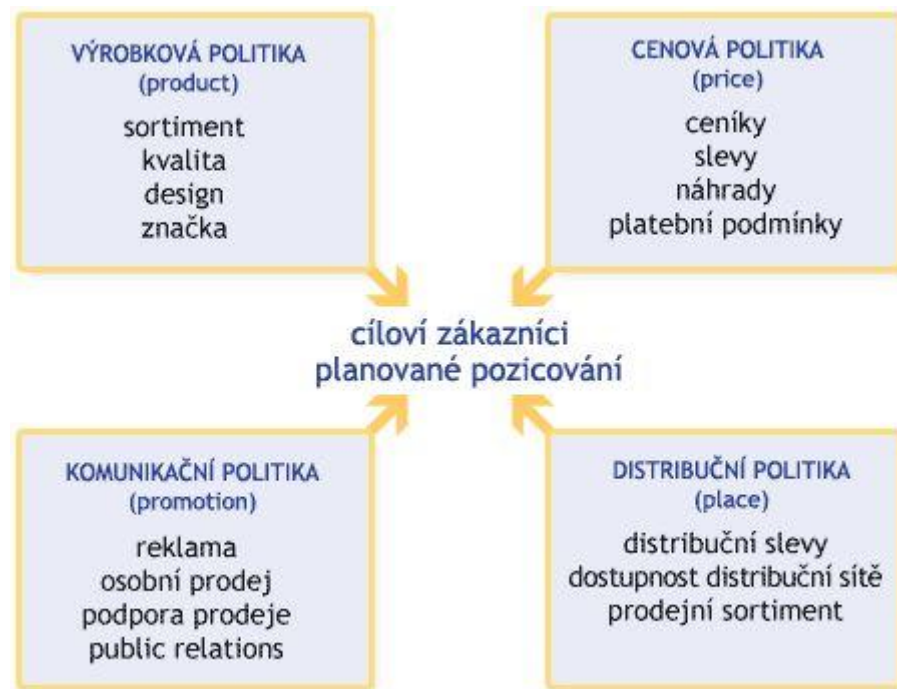 VÝROBKOVÁ POLITIKA
(product)
sortiment
kvalita
design
značka
CENOVÁ POLITIKA
(price)
ceníky
slevy
náhrady
platební podmínky
cíloví zákazníci
planované pozicování
KOMUNIKAČNÍ POLITIKA
(promotion)
reklama
osobní prodej
podpora prodeje
public relations
DISTRIBUČNÍ POLITIKA
(place)
distribuční slevy
dostupnost distribuční sítě
prodejní sortiment